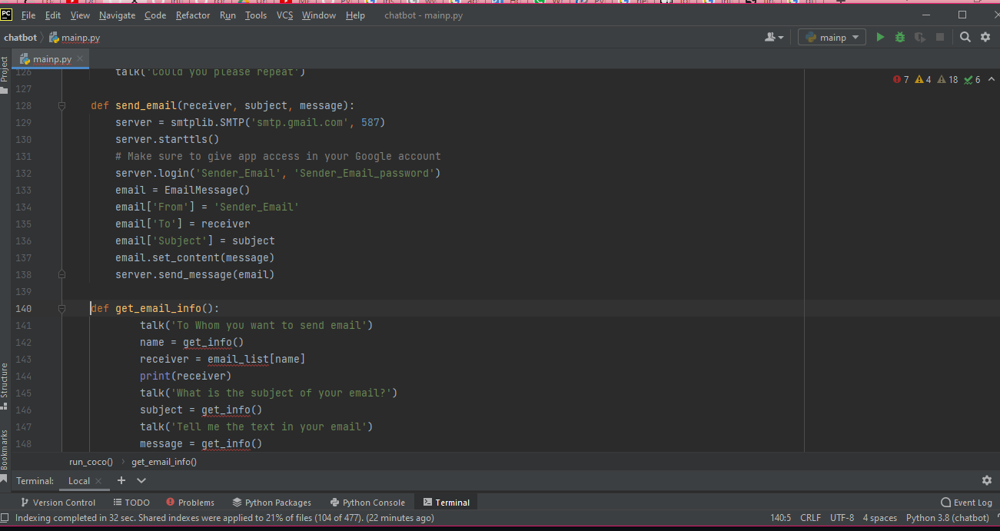 PC File Edit View Navigate Code Refactor Run Tools VCS Window Help chatbot - mainp.py
chatbot mainp.py mainp
mainp.py
Project
126 talk('Could you please repeat')
7 4 18 6
127
128 def send_email(receiver, subject, message):
129 server = smtplib.SMTP('smtp.gmail.com', 587)
130 server.starttls()
131 # Make sure to give app access in your Google account
132 server.login('Sender_Email', 'Sender_Email_password')
133 email = EmailMessage()
134 email['From'] = 'Sender_Email'
135 email['To'] = receiver
136 email['Subject'] = subject
137 email.set_content(message)
138 server.send_message(email)
139
140 def get_email_info():
141 talk('To Whom you want to send email')
142 name = get_info()
143 receiver = email_list[name]
144 print(receiver)
145 talk('What is the subject of your email?')
146 subject = get_info()
147 talk('Tell me the text in your email')
148 message = get_info()
Structure
Bookmarks
run_coco() get_email_info()
Terminal: Local
Version Control TODO Problems Python Packages Python Console Terminal Event Log
Indexing completed in 32 sec. Shared indexes were applied to 21% of files (104 of 477). (22 minutes ago) 140:5 CRLF UTF-8 4 spaces Python 3.8 (chatbot)